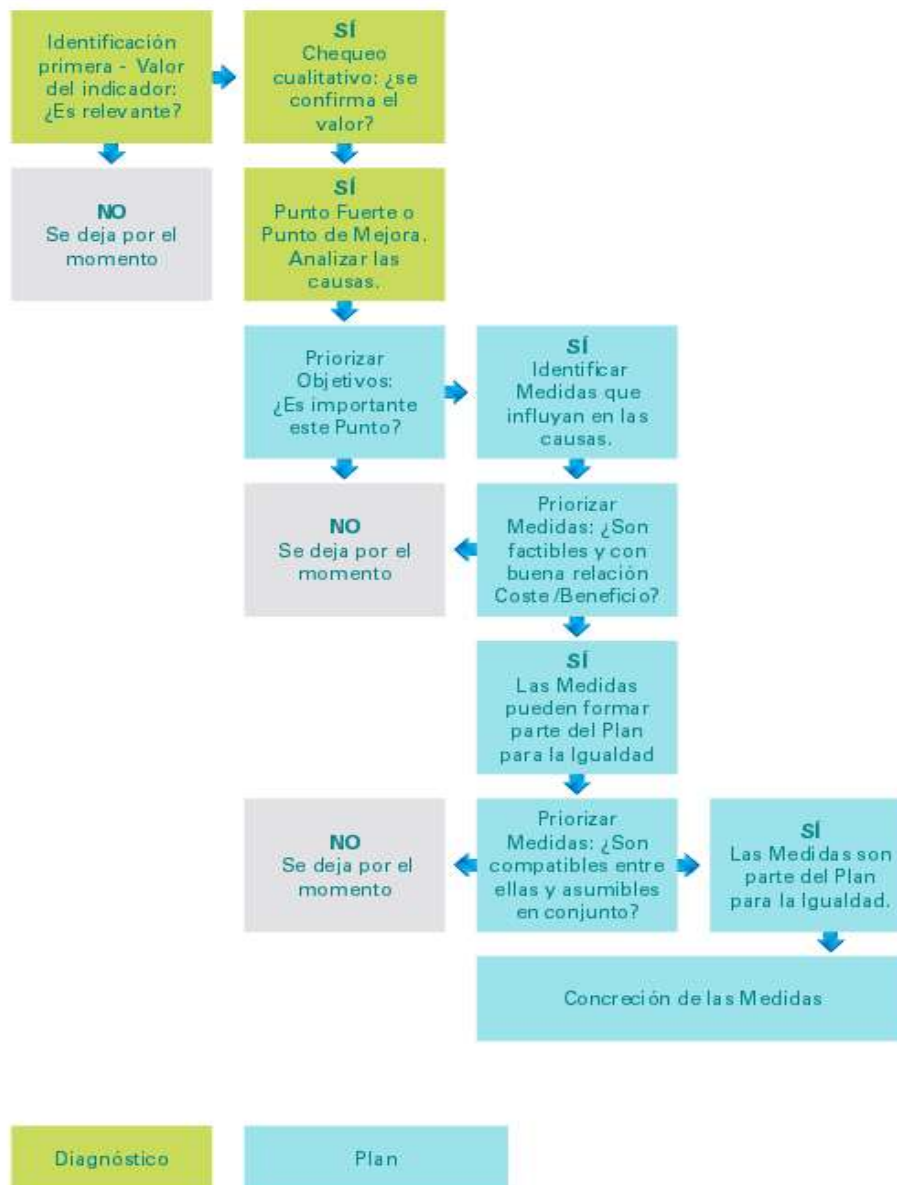 Identificación
primera - Valor
del indicador:
¿Es relevante?
SÍ
Chequeo
cualitativo: ¿se
confirma el
valor?
NO
Se deja por el
momento
SÍ
Punto Fuerte o
Punto de Mejora.
Analizar las
causas.
Priorizar
Objetivos:
¿Es importante
este Punto?
SÍ
Identificar
Medidas que
influyan en las
causas.
NO
Se deja por el
momento
Priorizar
Medidas: ¿Son
factibles y con
buena relación
Coste /Beneficio?
SÍ
Las Medidas
pueden formar
parte del Plan
para la Igualdad
NO
Se deja por el
momento
Priorizar
Medidas: ¿Son
compatibles entre
ellas y asumibles
en conjunto?
SÍ
Las Medidas son
parte del Plan
para la Igualdad.
Concreción de las Medidas
Diagnóstico
Plan